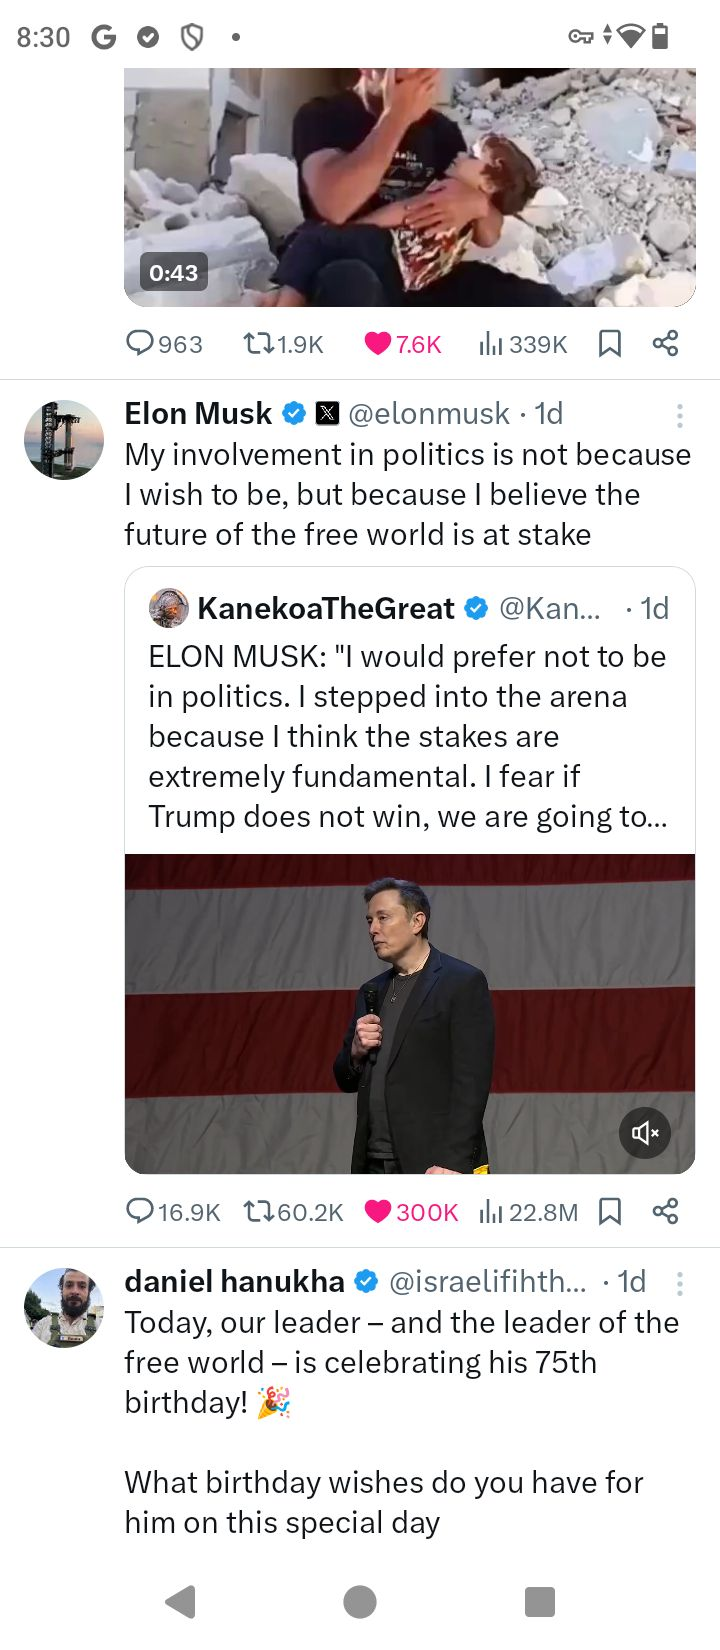 8:30
0:43
963 1.9K 7.6K 339K
Elon Musk @elonmusk · 1d
My involvement in politics is not because
I wish to be, but because I believe the
future of the free world is at stake
KanekoaTheGreat @Kan... · 1d
ELON MUSK: "I would prefer not to be
in politics. I stepped into the arena
because I think the stakes are
extremely fundamental. I fear if
Trump does not win, we are going to...
16.9K 60.2K 300K 22.8M
daniel hanukha @israelifihth... · 1d
Today, our leader – and the leader of the
free world – is celebrating his 75th
birthday! 🎉
What birthday wishes do you have for
him on this special day